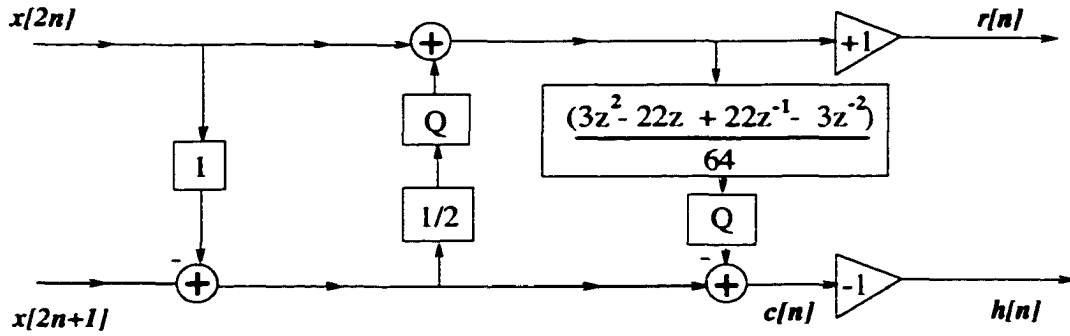 x[2n]
r[n]
+
+1
Q
(3z² - 22z + 22z⁻¹ - 3z⁻²)
64
1
1/2
Q
-
-
+
+
-1
x[2n+1]
c[n]
h[n]